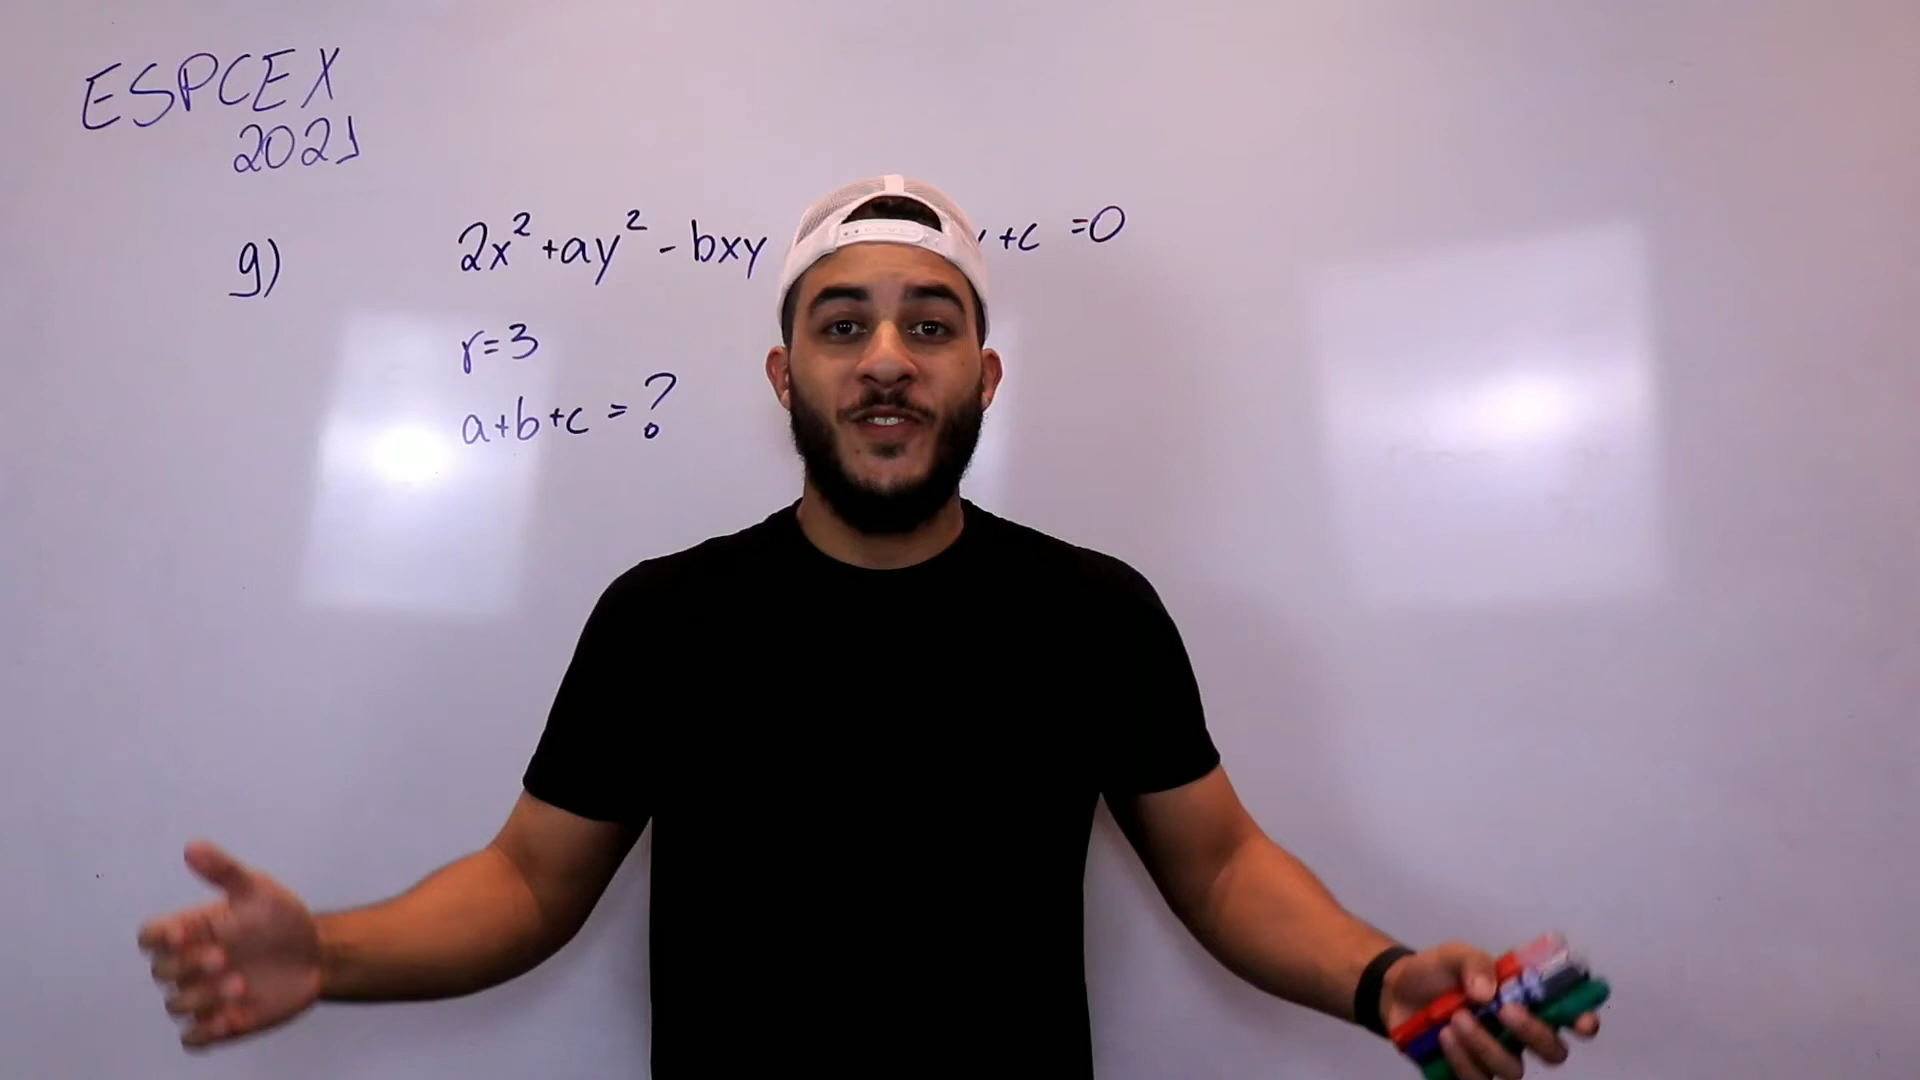 ESPCEX
2021
9) 2x² + ay² - bxy +c =0
r=3
a+b+c = ?